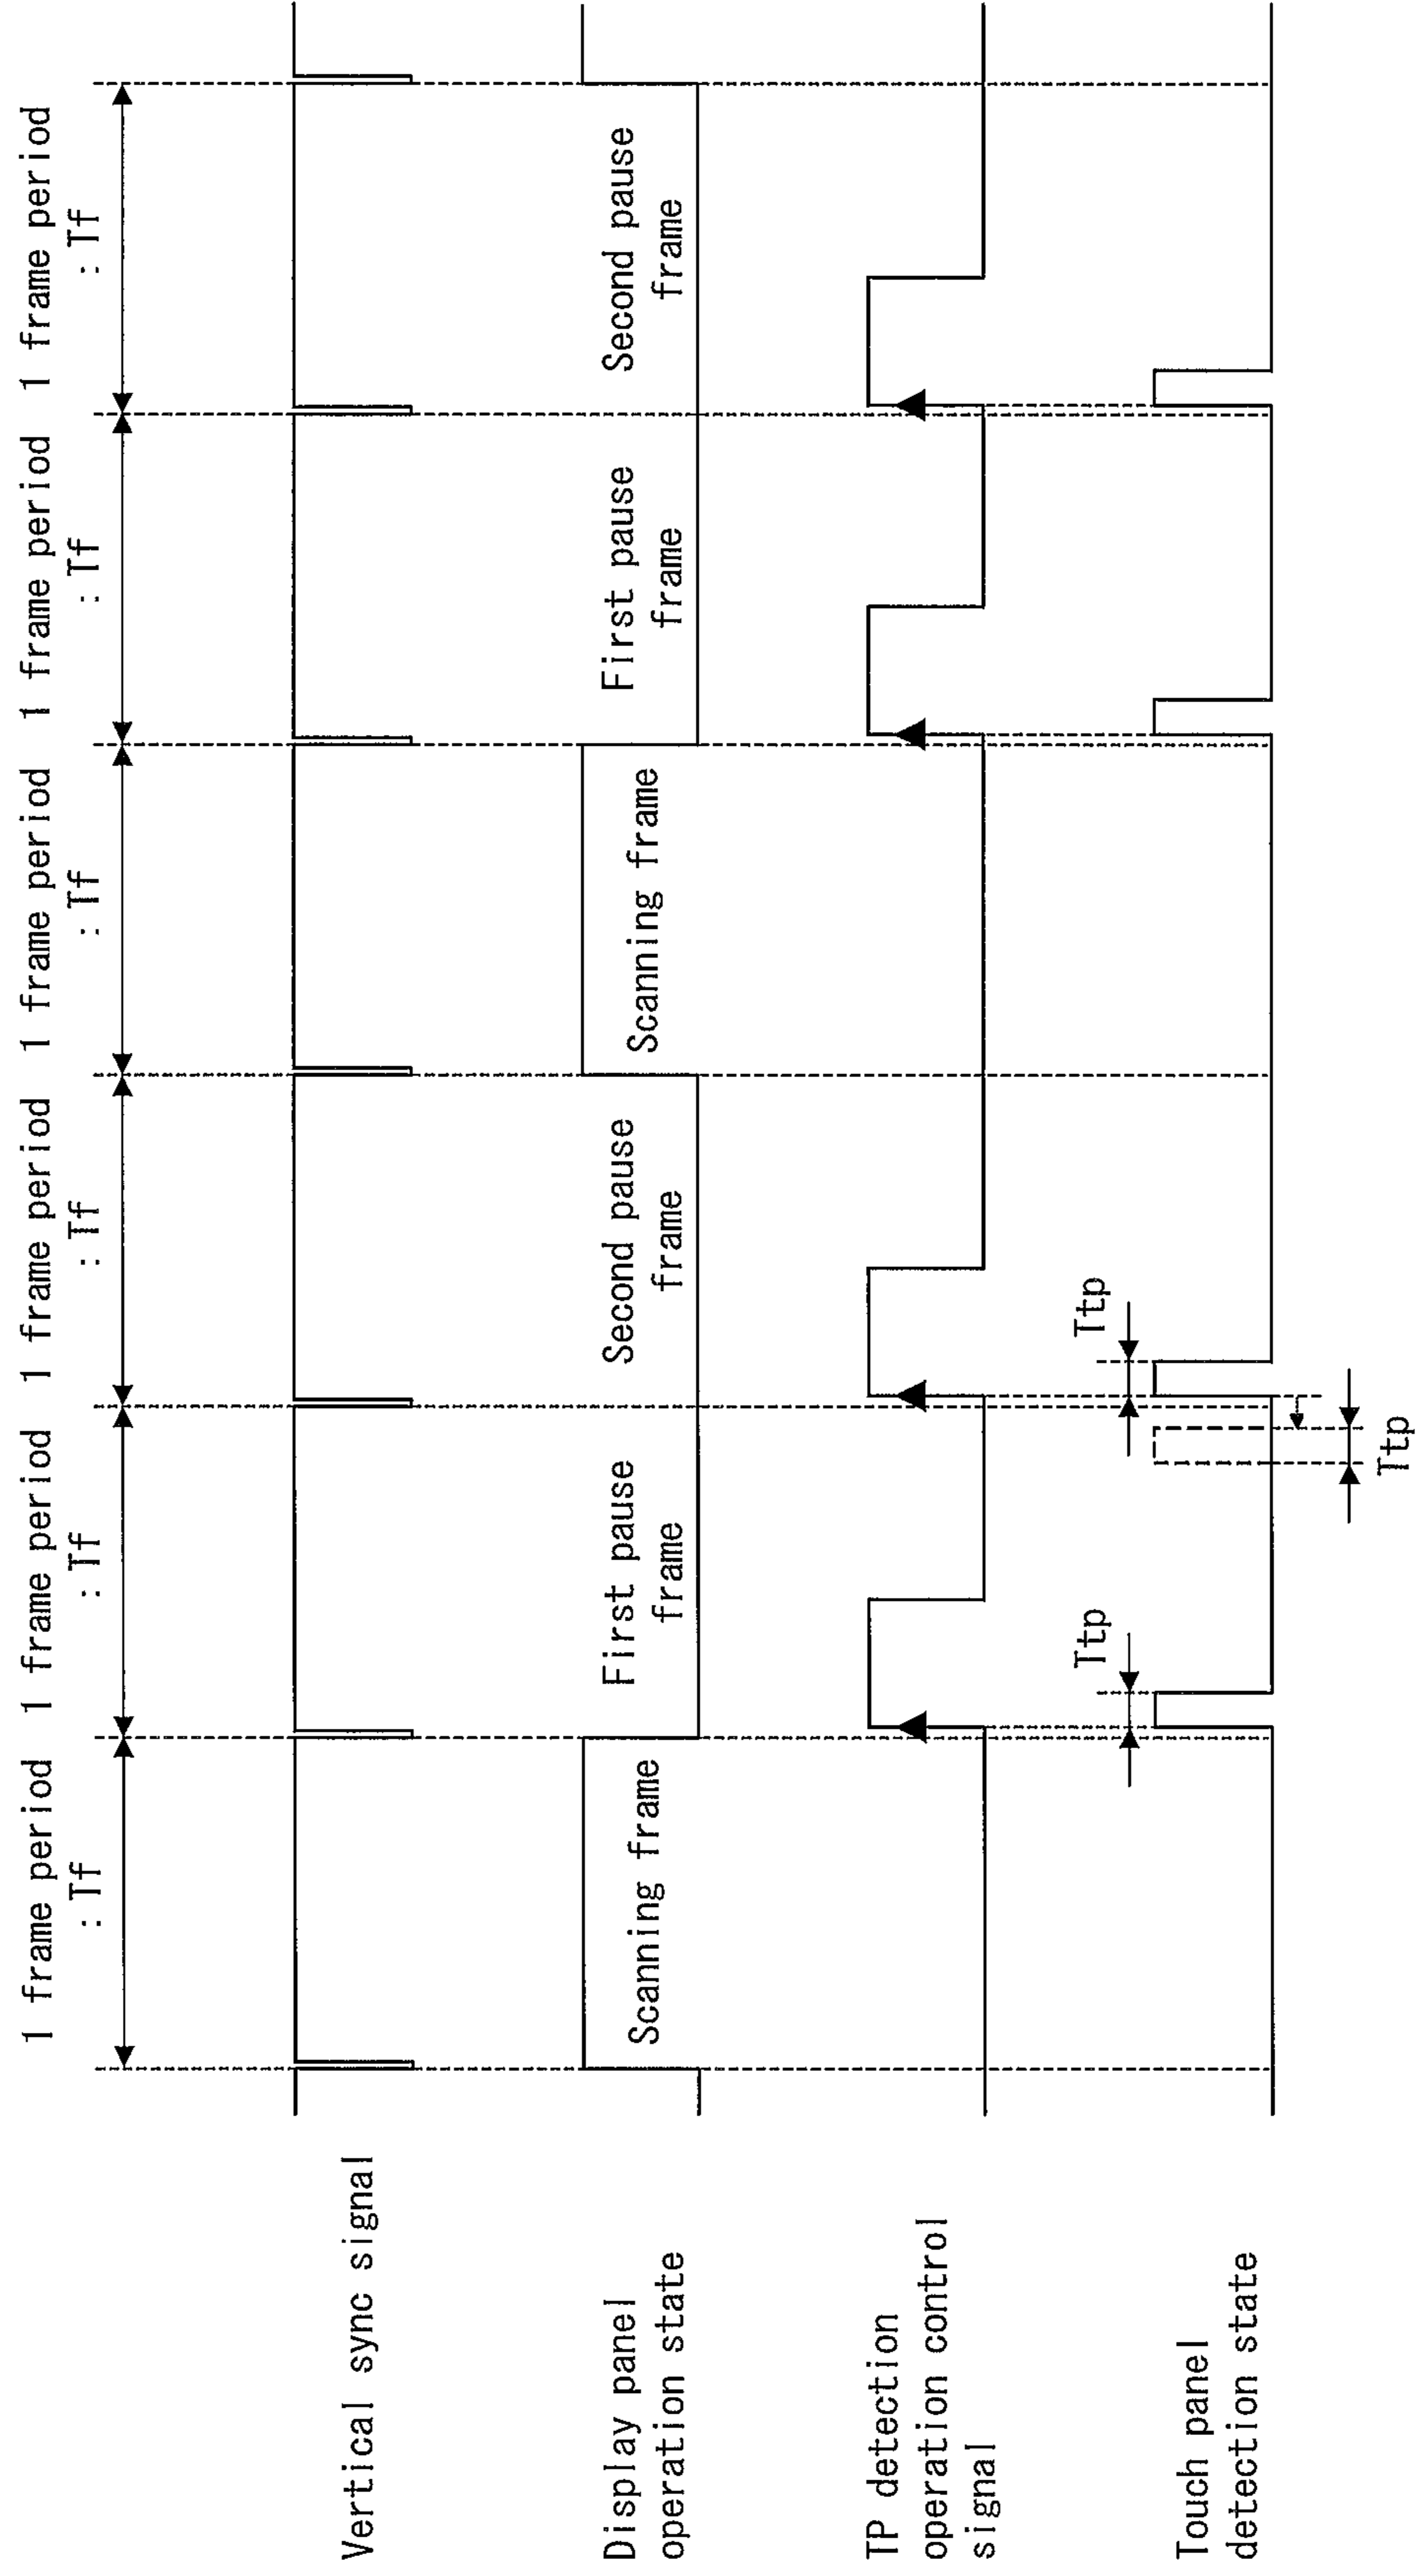 1 frame period
: Tf
1 frame period
: Tf
1 frame period
: Tf
1 frame period
: Tf
1 frame period
: Tf
1 frame period
: Tf
Vertical sync signal
Display panel
operation state
Scanning frame
First pause
frame
Second pause
frame
Scanning frame
First pause
frame
Second pause
frame
TP detection
operation control
signal
Touch panel
detection state
Ttp
Ttp
Ttp